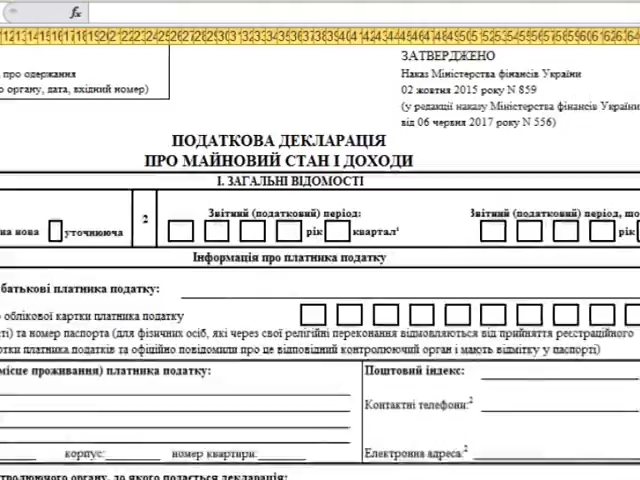 fx
ЗАТВЕРДЖЕНО
про одержання
Наказ Міністерства фінансів України
о органу, дата, вхідний номер)
02 жовтня 2015 року N 859
(у редакції наказу Міністерства фінансів України
від 06 червня 2017 року N 556)
ПОДАТКОВА ДЕКЛАРАЦІЯ
ПРО МАЙНОВИЙ СТАН І ДОХОДИ
І. ЗАГАЛЬНІ ВІДОМОСТІ
на нова уточнююча 2 Звітний (податковий) період: рік квартал¹ Звітний (податковий) період, що рік
Інформація про платника податку
батькові платника податку:
о облікової картки платника податку
ті) та номер паспорта (для фізичних осіб, які через свої релігійні переконання відмовляються від прийняття реєстраційного
ртки платника податків та офіційно повідомили про це відповідний контролюючий орган і мають відмітку у паспорті)
(місце проживання) платника податку: Поштовий індекс:
Контактні телефони:²
корпус: номер квартири: Електронна адреса:²
тролюючого органу, до якого подається декларація: